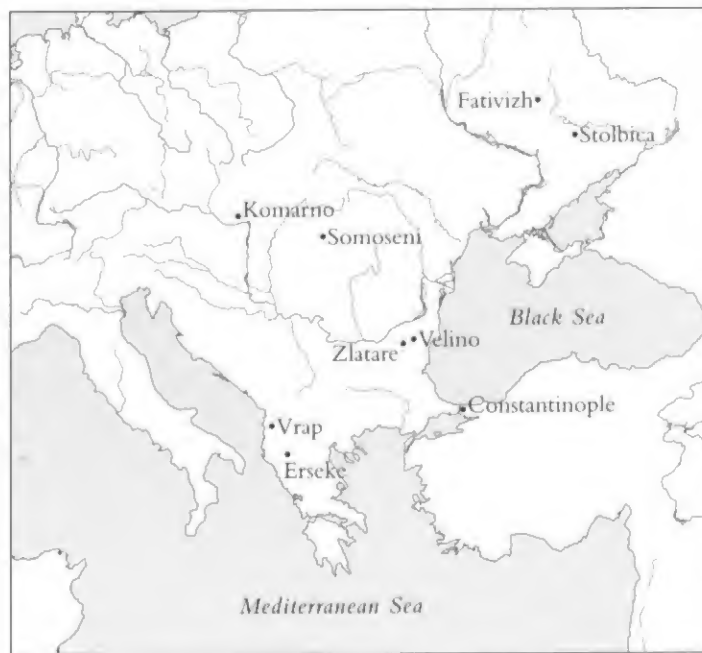 Fativizh
Stolbica
Komarno
Somoseni
Black Sea
Velino
Zlatare
Constantinople
Vrap
Erseke
Mediterranean Sea